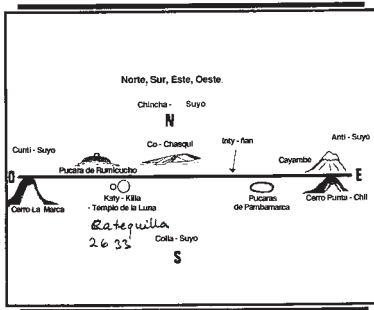 Norte, Sur, Este, Oeste.
Chincha - Suyo
N
Anti - Suyo
Cunti - Suyo
Co - Chasqui
Inty - ñan
Cayambe
Pucara de Rumicucho
O
E
Cerro La Marca
Katy - Killa
- Templo de la Luna
Pucaras
de Pambamarca
Cerro Puntu - Chil
Catequilla
2633
Colla - Suyo
S